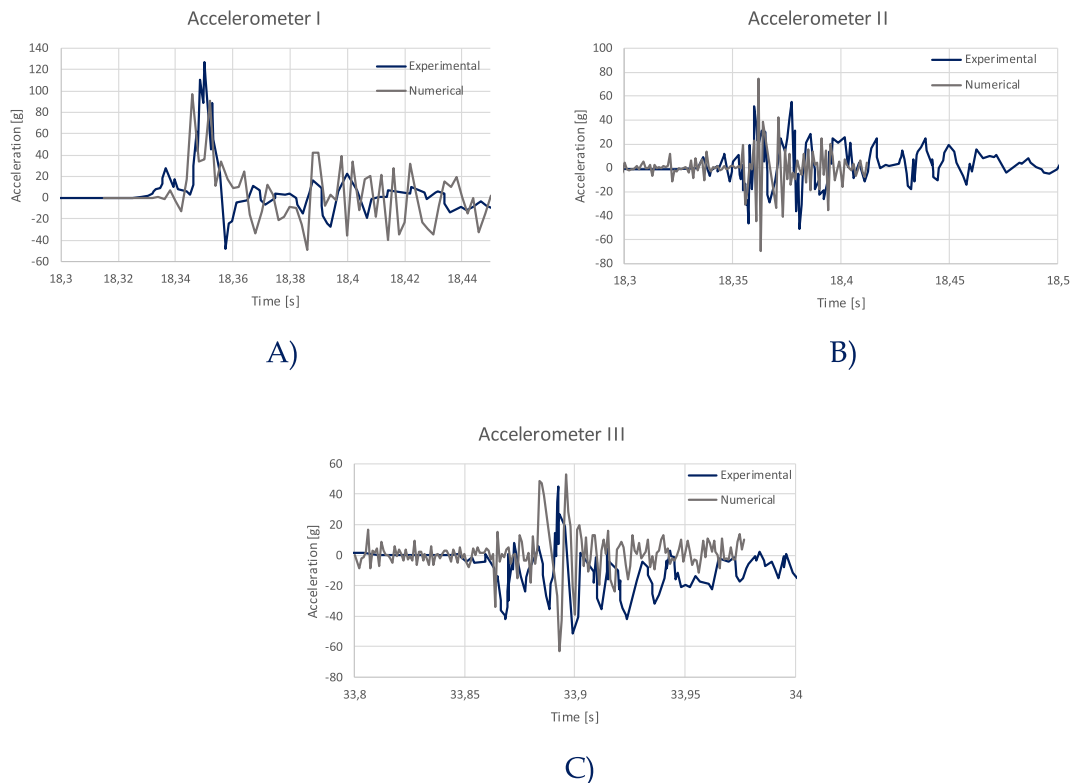 Accelerometer I
140
120
100
80
60
40
20
0
-20
-40
-60
Acceleration [g]
Experimental
Numerical
18,3
18,32
18,34
18,36
18,38
18,4
18,42
18,44
Time [s]
A)
Accelerometer II
100
80
60
40
20
0
-20
-40
-60
-80
Acceleration [g]
Experimental
Numerical
18,3
18,35
18,4
18,45
18,5
Time [s]
B)
Accelerometer III
60
40
20
0
-20
-40
-60
-80
Acceleration [g]
Experimental
Numerical
33,8
33,85
33,9
33,95
34
Time [s]
C)